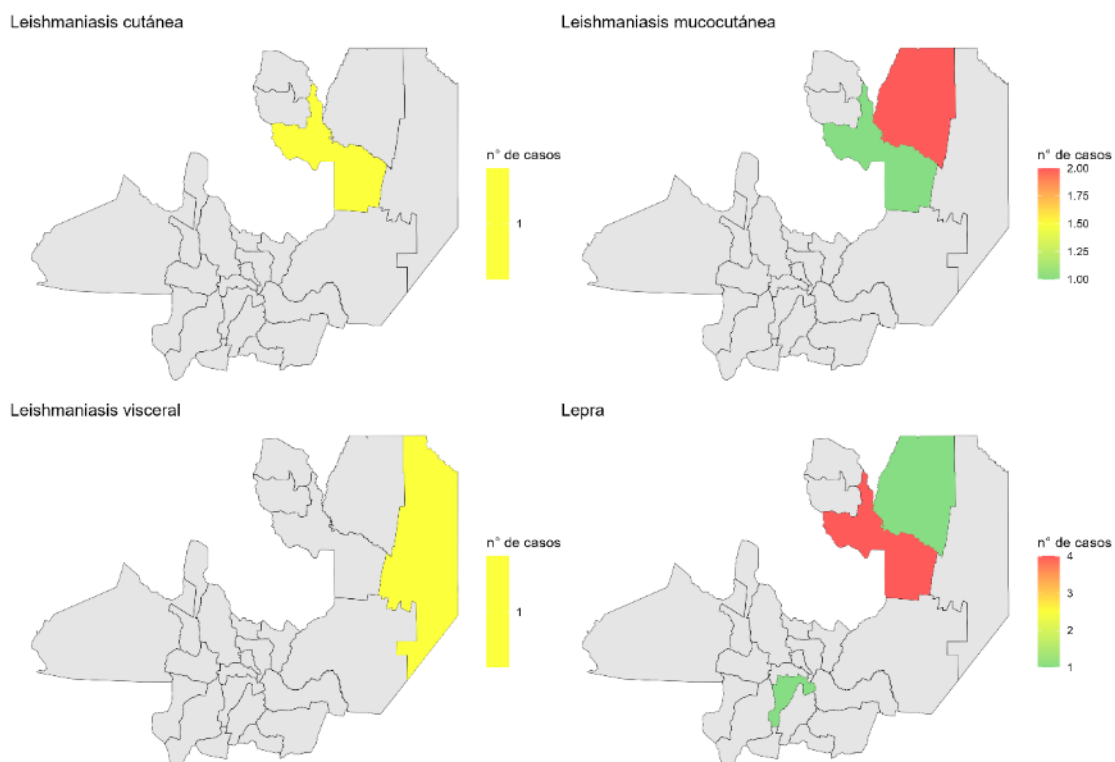 Leishmaniasis cutánea
n° de casos
1
Leishmaniasis mucocutánea
n° de casos
2.00
1.75
1.50
1.25
1.00
Leishmaniasis visceral
n° de casos
1
Lepra
n° de casos
4
3
2
1